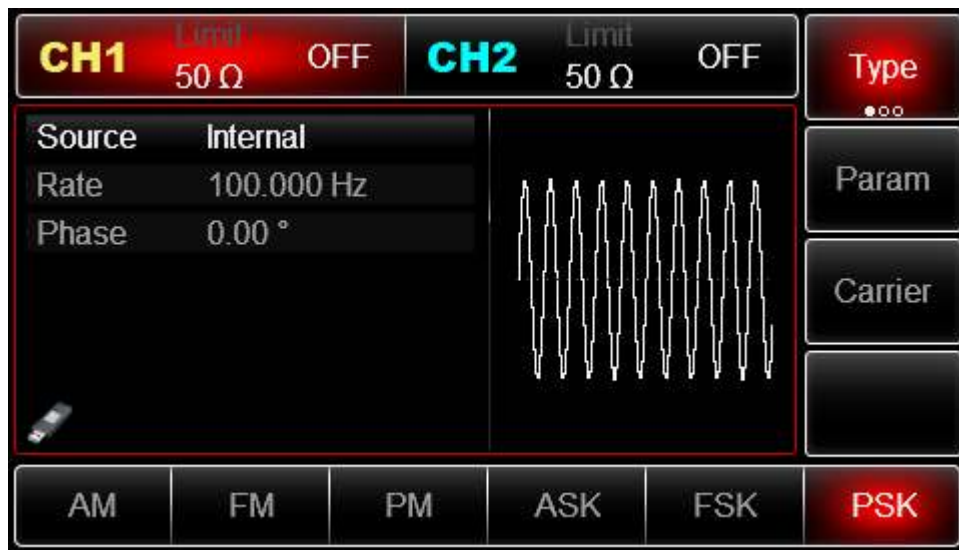 CH1 Limit 50 Ω OFF CH2 Limit 50 Ω OFF
Type
Source Internal
Rate 100.000 Hz
Phase 0.00 °
Param
Carrier
AM FM PM ASK FSK PSK